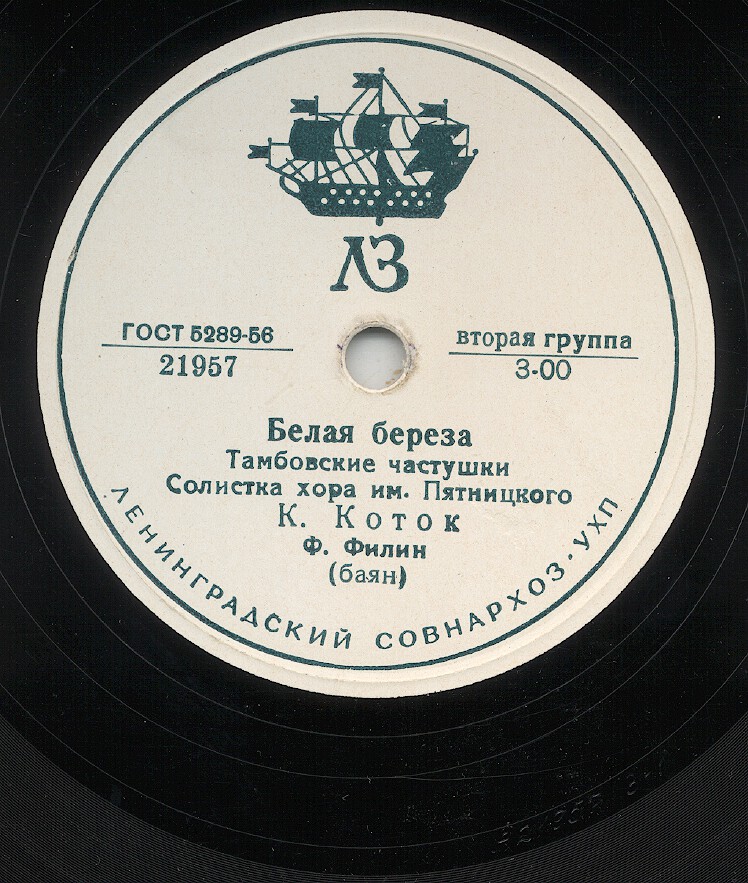 ЛЗ
ГОСТ 5289-56
21957
вторая группа
3-00
Белая береза
Тамбовские частушки
Солистка хора им. Пятницкого
К. Коток
Ф. Филин
(баян)
ЛЕНИНГРАДСКИЙ СОВНАРХОЗ · УХП